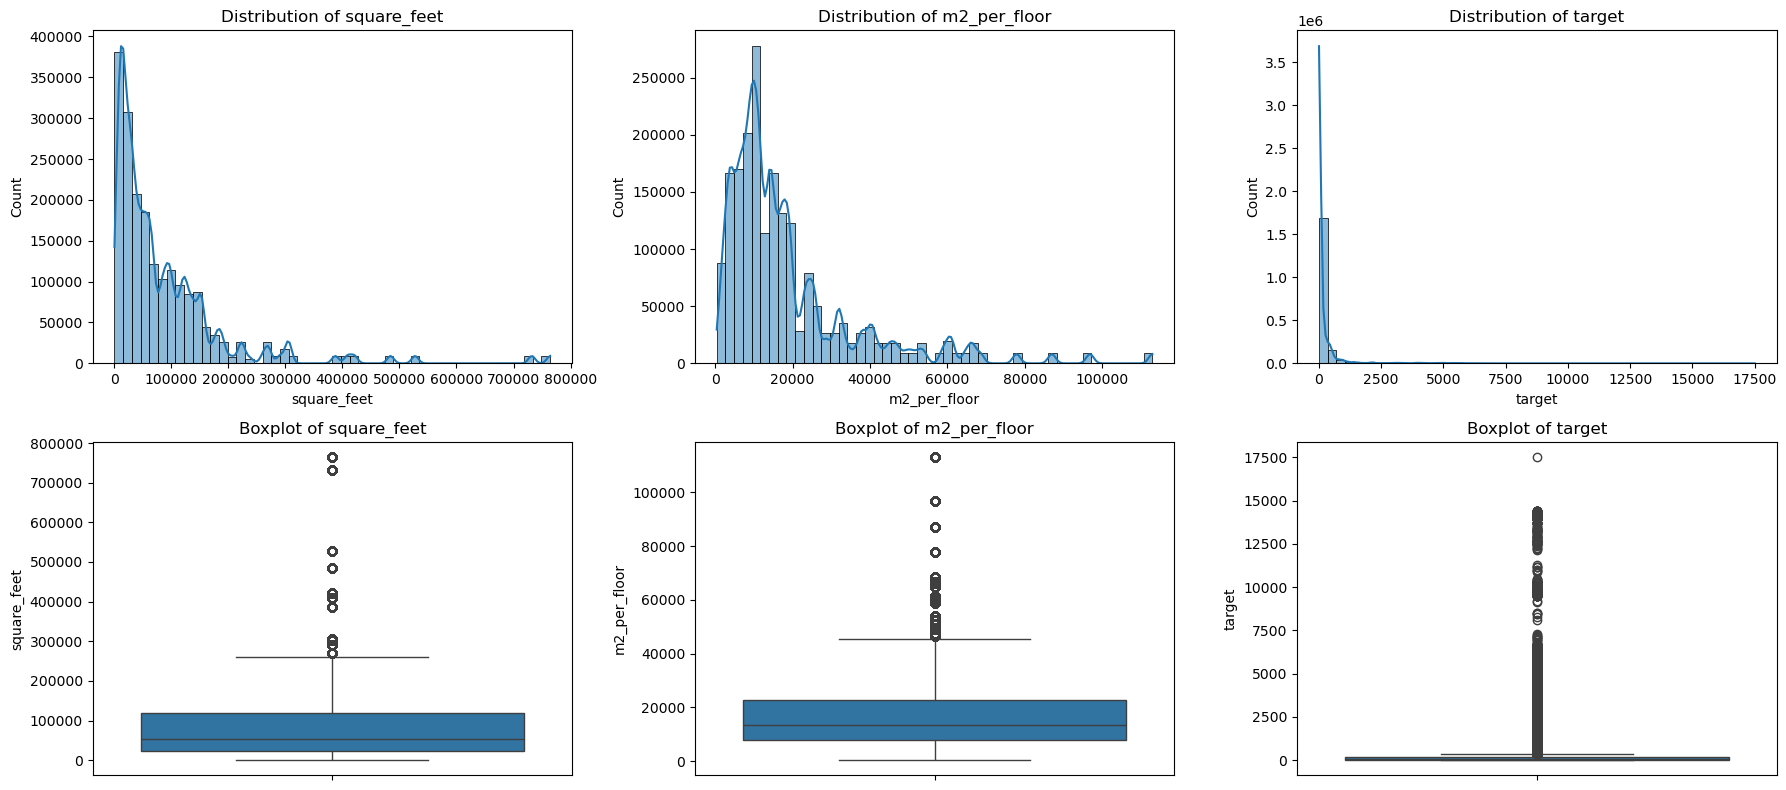 Distribution of square_feet
Count
400000
350000
300000
250000
200000
150000
100000
50000
0
0 100000 200000 300000 400000 500000 600000 700000 800000
square_feet
Distribution of m2_per_floor
Count
250000
200000
150000
100000
50000
0
0 20000 40000 60000 80000 100000
m2_per_floor
Distribution of target
1e6
Count
3.5
3.0
2.5
2.0
1.5
1.0
0.5
0.0
0 2500 5000 7500 10000 12500 15000 17500
target
Boxplot of square_feet
square_feet
800000
700000
600000
500000
400000
300000
200000
100000
0
Boxplot of m2_per_floor
m2_per_floor
100000
80000
60000
40000
20000
0
Boxplot of target
target
17500
15000
12500
10000
7500
5000
2500
0